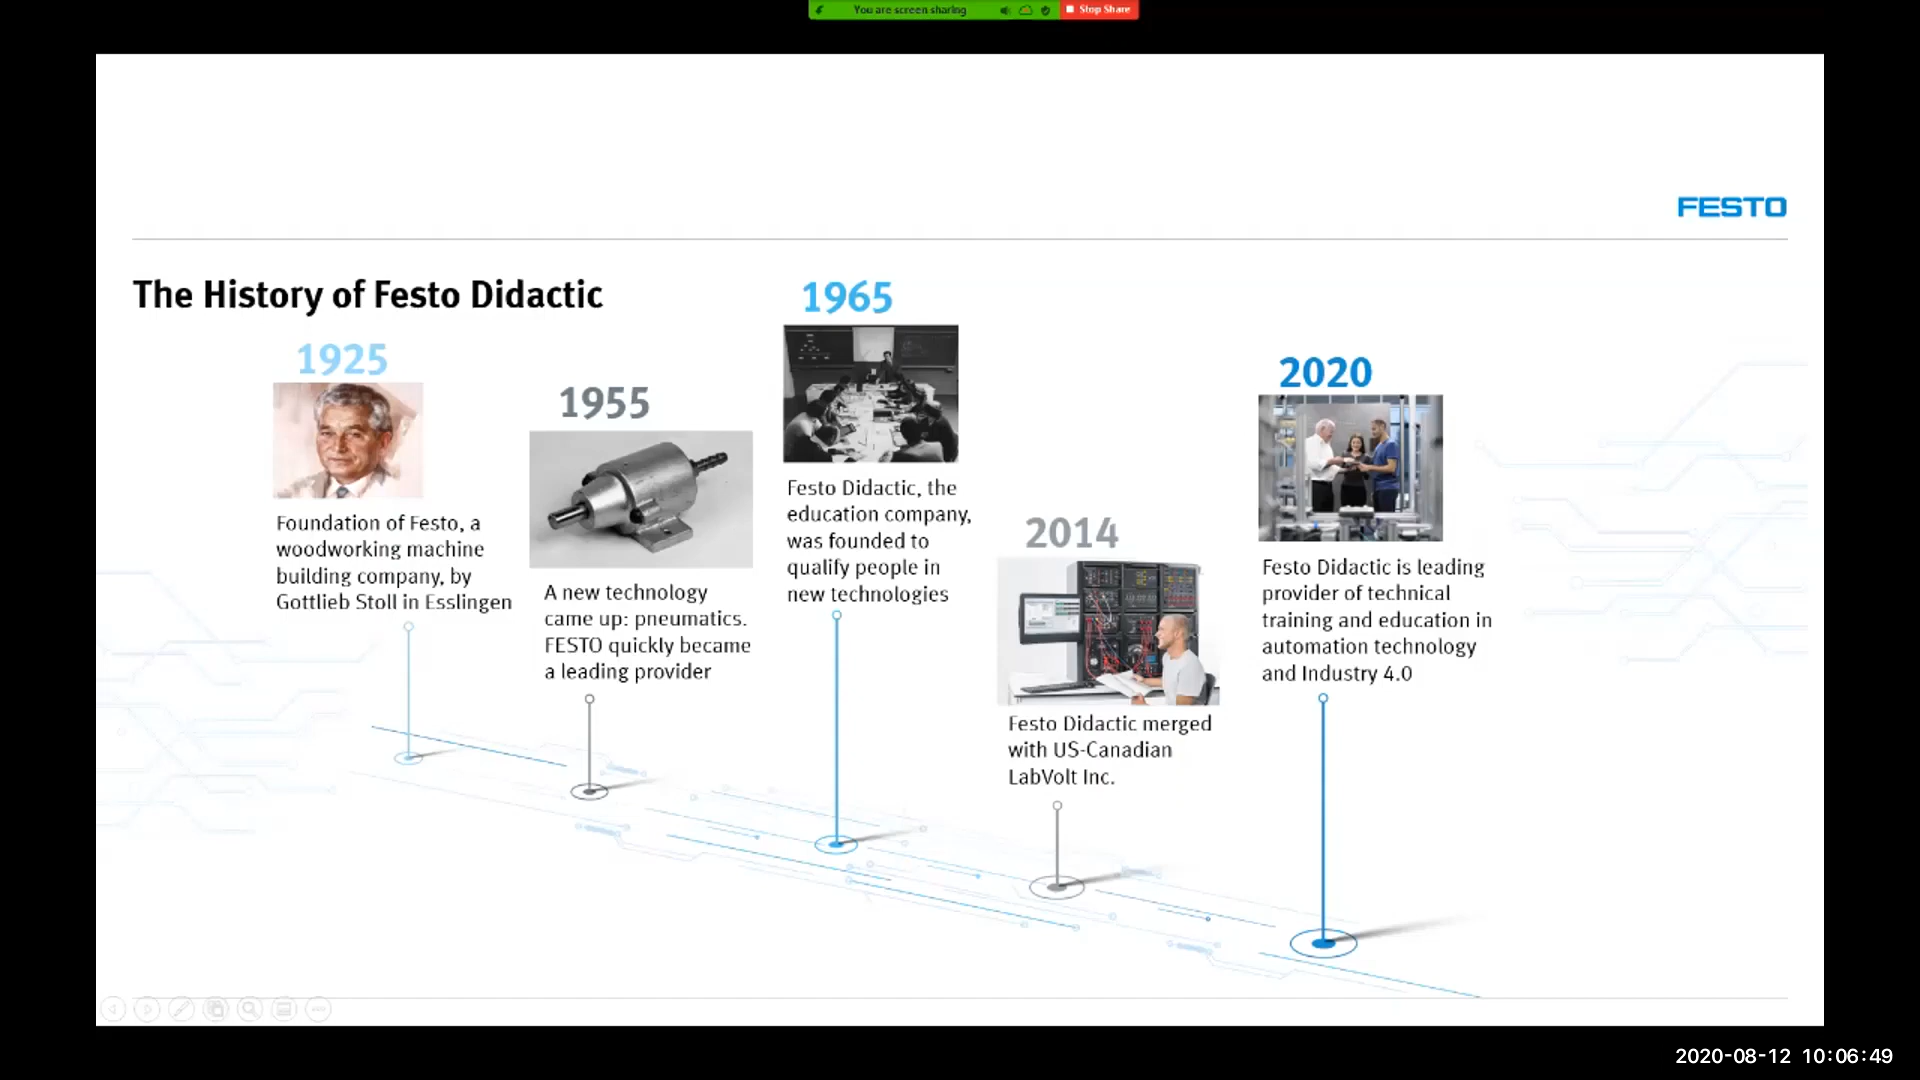 You are screen sharing
Stop Share
FESTO
The History of Festo Didactic
1925
Foundation of Festo, a
woodworking machine
building company, by
Gottlieb Stoll in Esslingen
1955
A new technology
came up: pneumatics.
FESTO quickly became
a leading provider
1965
Festo Didactic, the
education company,
was founded to
qualify people in
new technologies
2014
Festo Didactic merged
with US-Canadian
LabVolt Inc.
2020
Festo Didactic is leading
provider of technical
training and education in
automation technology
and Industry 4.0
2020-08-12 10:06:49